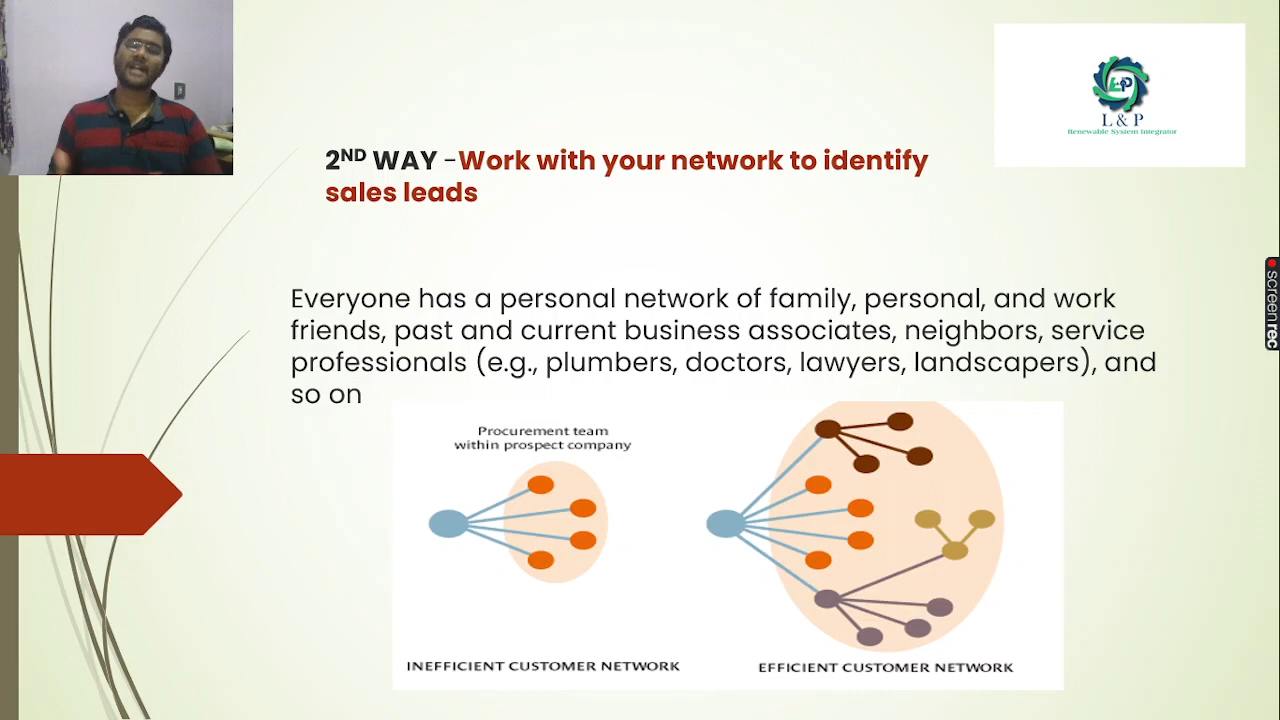 L&P
L & P
Renewable System Integrator
2ND WAY -Work with your network to identify
sales leads
Everyone has a personal network of family, personal, and work
friends, past and current business associates, neighbors, service
professionals (e.g., plumbers, doctors, lawyers, landscapers), and
so on
Procurement team
within prospect company
INEFFICIENT CUSTOMER NETWORK
EFFICIENT CUSTOMER NETWORK
screenrec